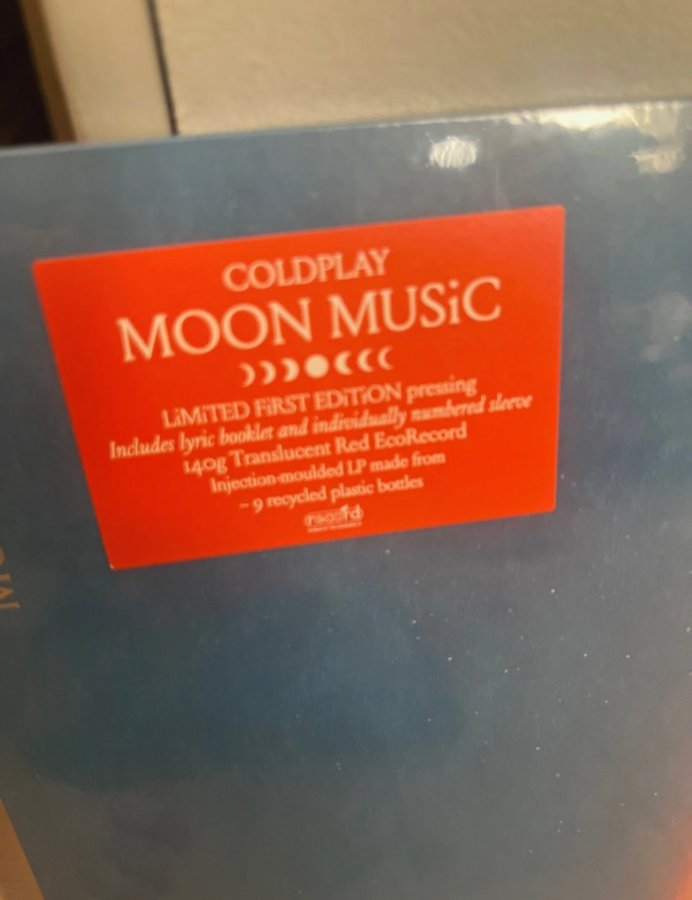 COLDPLAY
MOON MUSiC
LiMiTED FiRST EDiTiON pressing
Includes lyric booklet and individually numbered sleeve
140g Translucent Red EcoRecord
Injection-moulded LP made from
~ 9 recycled plastic bottles
record